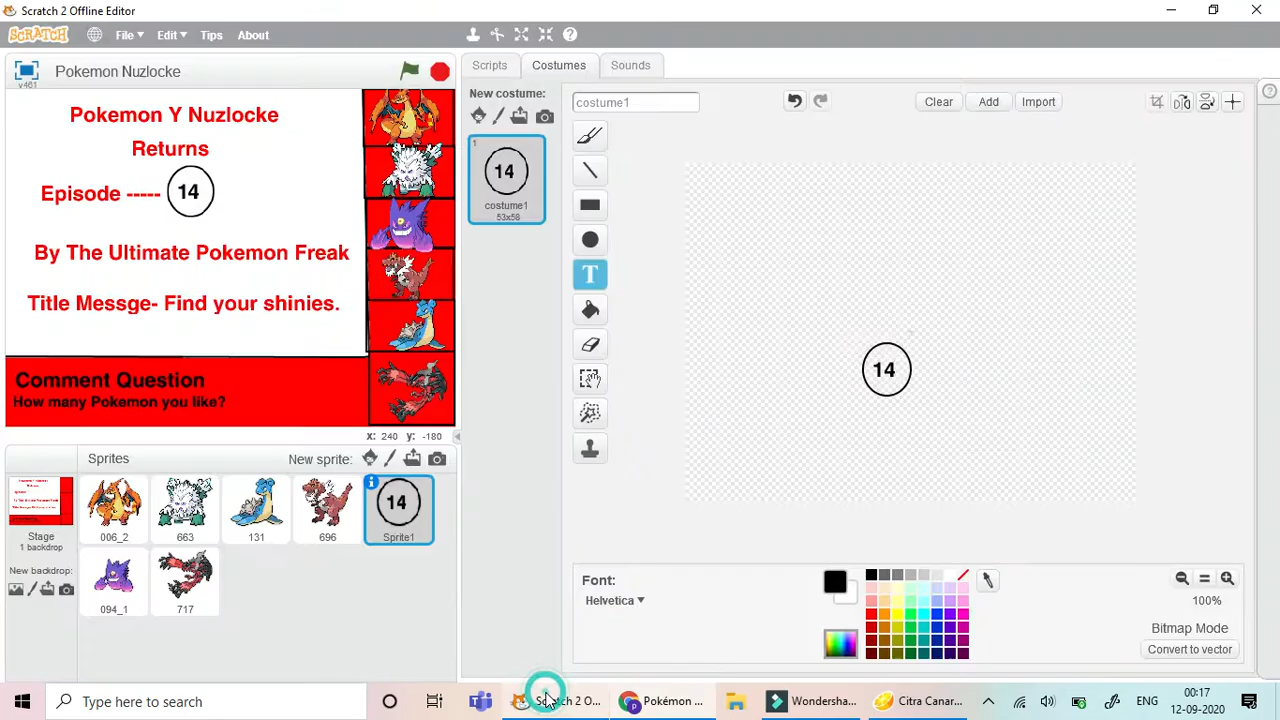 Scratch 2 Offline Editor
SCRATCH File Edit Tips About
v461
Pokemon Nuzlocke
Pokemon Y Nuzlocke
Returns
Episode ----- 14
By The Ultimate Pokemon Freak
Title Messge- Find your shinies.
Comment Question
How many Pokemon you like?
x: 240 y: -180
Sprites New sprite:
Stage
1 backdrop
New backdrop:
006_2 663 131 696
14
Sprite1
094_1 717
Scripts Costumes Sounds
New costume:
1
14
costume1
53x58
costume1
Clear Add Import
T
14
Font:
Helvetica
100%
Bitmap Mode
Convert to vector
Type here to search
Scratch 2 O...
Pokémon ...
Wondersha...
Citra Canar...
ENG
00:17
12-09-2020